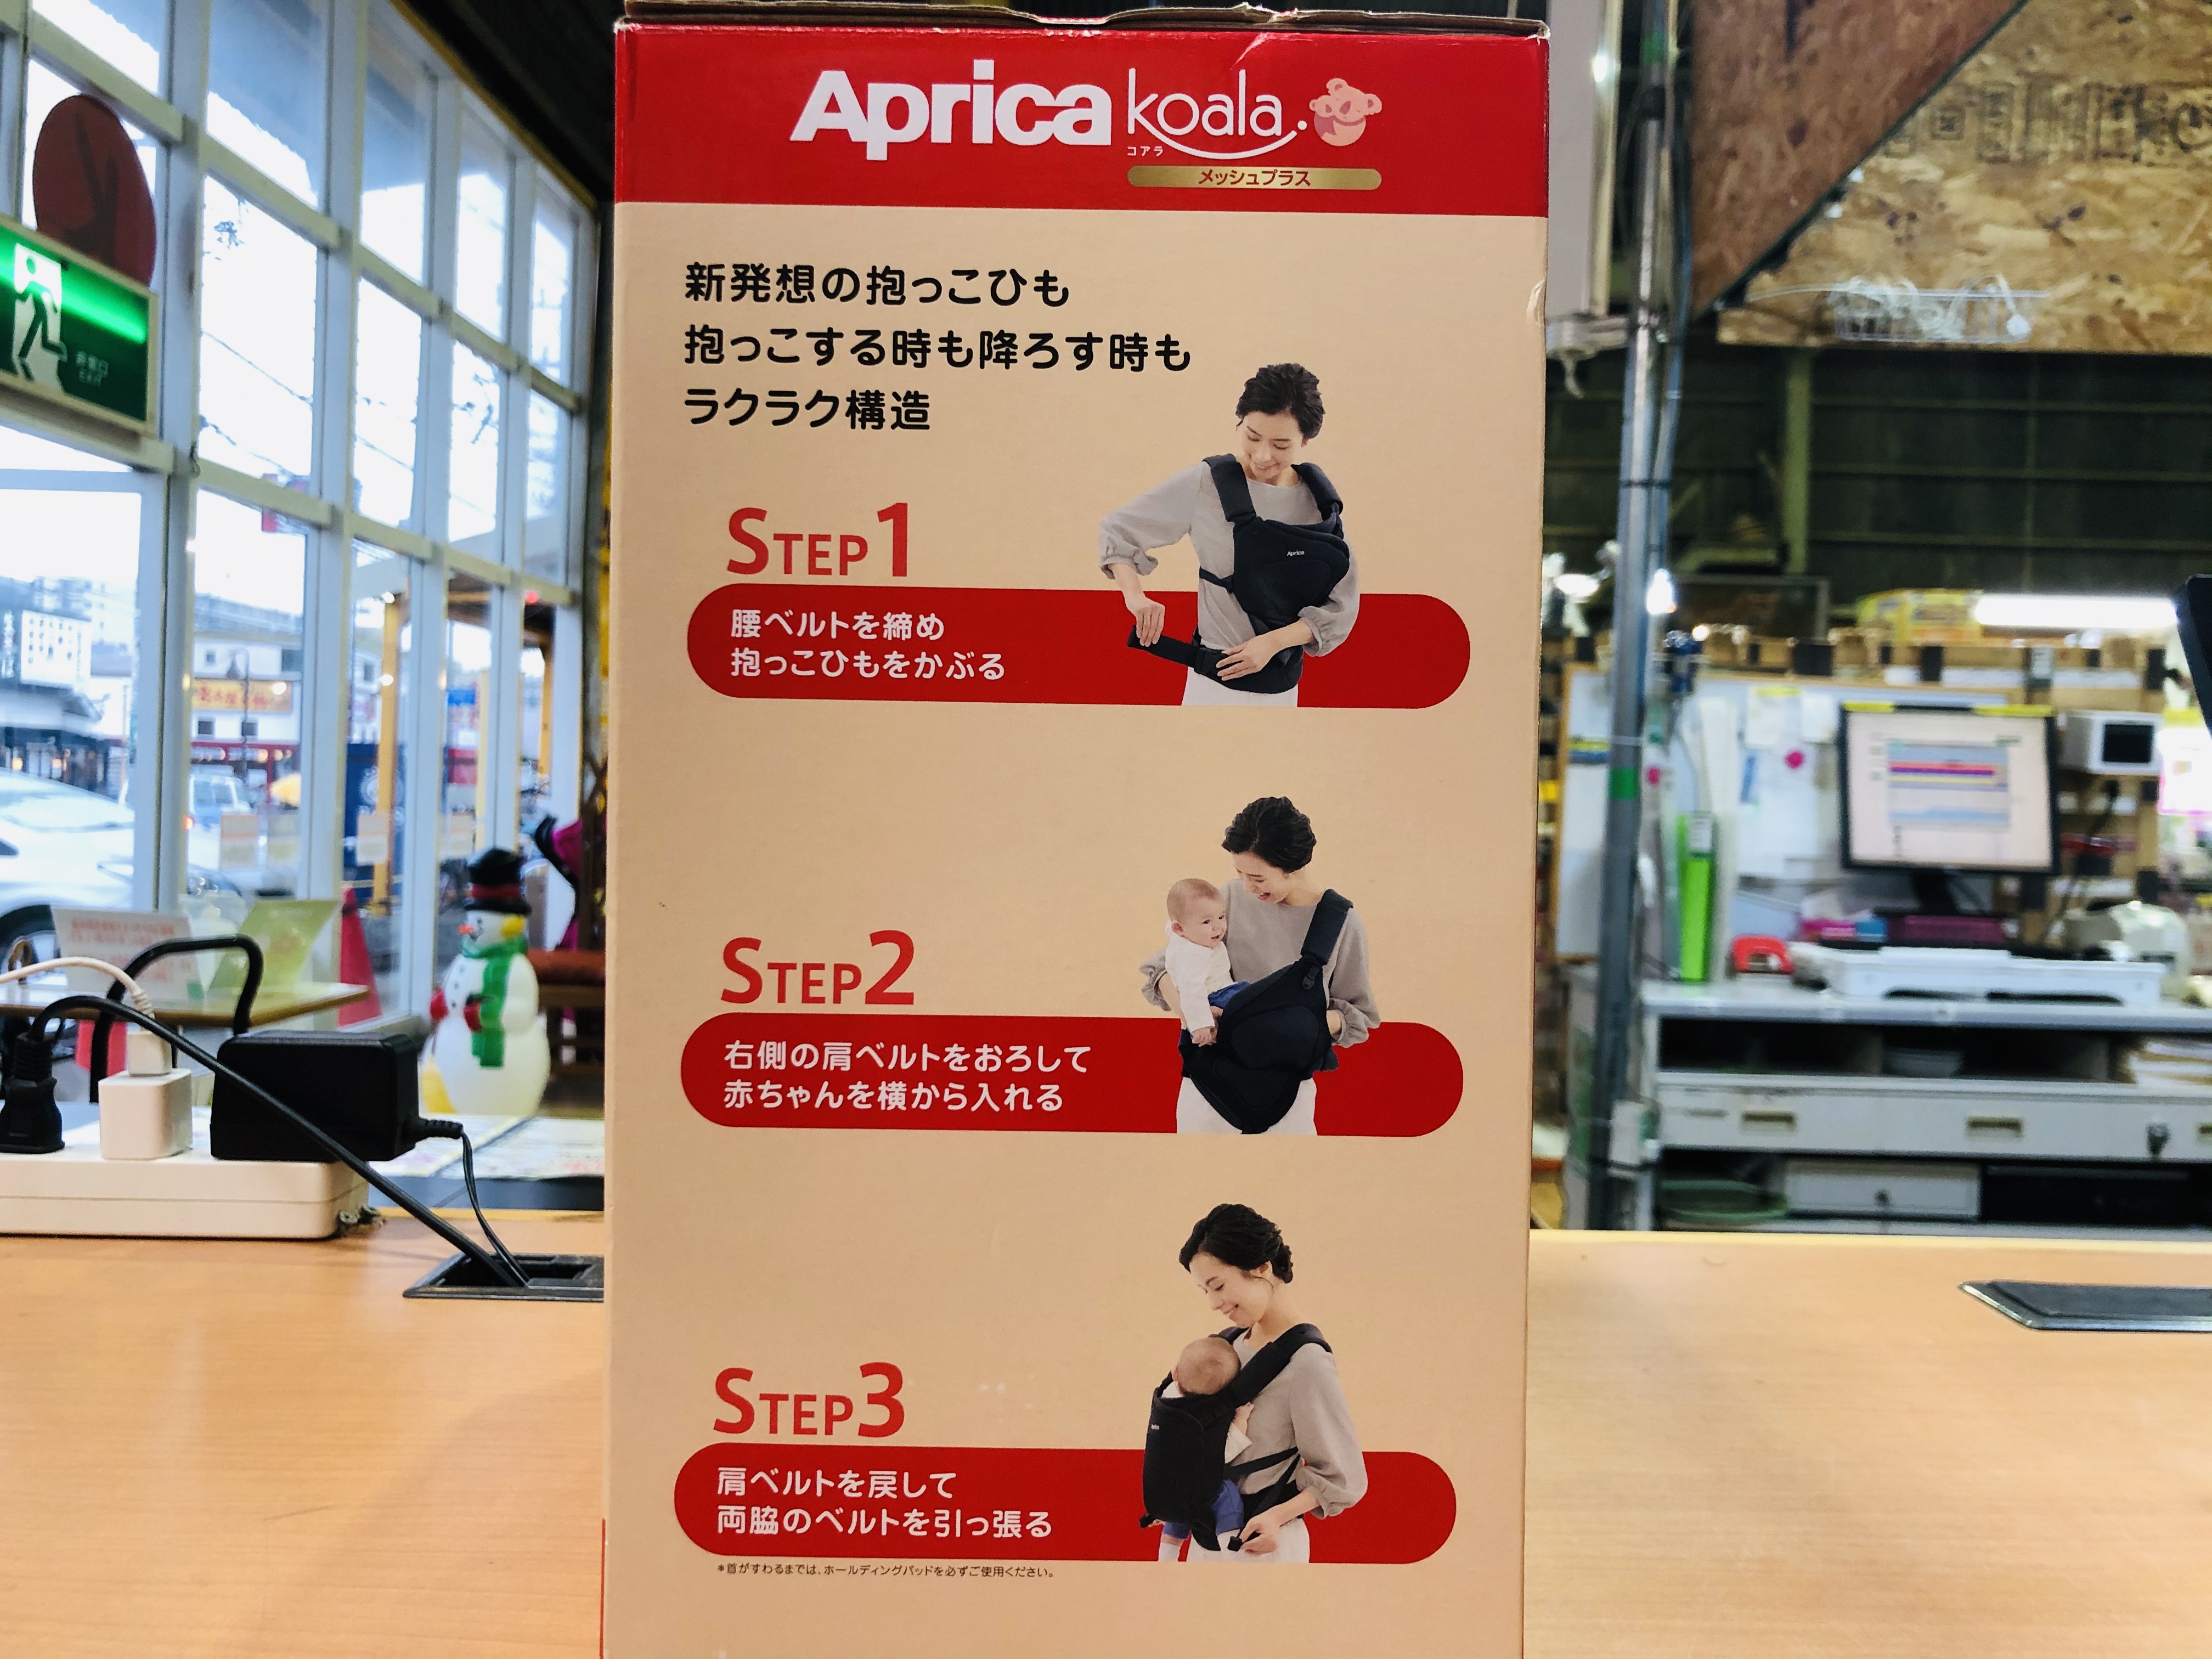 Aprica koala
コアラ
メッシュプラス
新発想の抱っこひも
抱っこする時も降ろす時も
ラクラク構造
STEP1
腰ベルトを締め
抱っこひもをかぶる
Aprica
STEP2
右側の肩ベルトをおろして
赤ちゃんを横から入れる
STEP3
肩ベルトを戻して
両脇のベルトを引っ張る
*首がすわるまでは、ホールディングパッドを必ずご使用ください。
非常口
EXIT